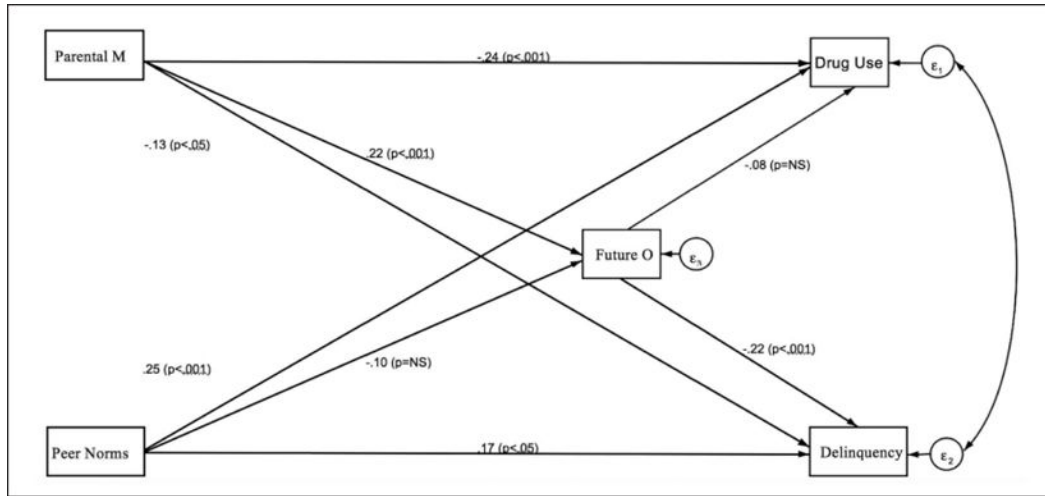 Parental M
-.24 (p<.001)
Drug Use
ε1
-.13 (p<.05)
.22 (p<.001)
-.08 (p=NS)
Future O
ε3
.25 (p<.001)
-.10 (p=NS)
-.22 (p<.001)
Peer Norms
.17 (p<.05)
Delinquency
ε2